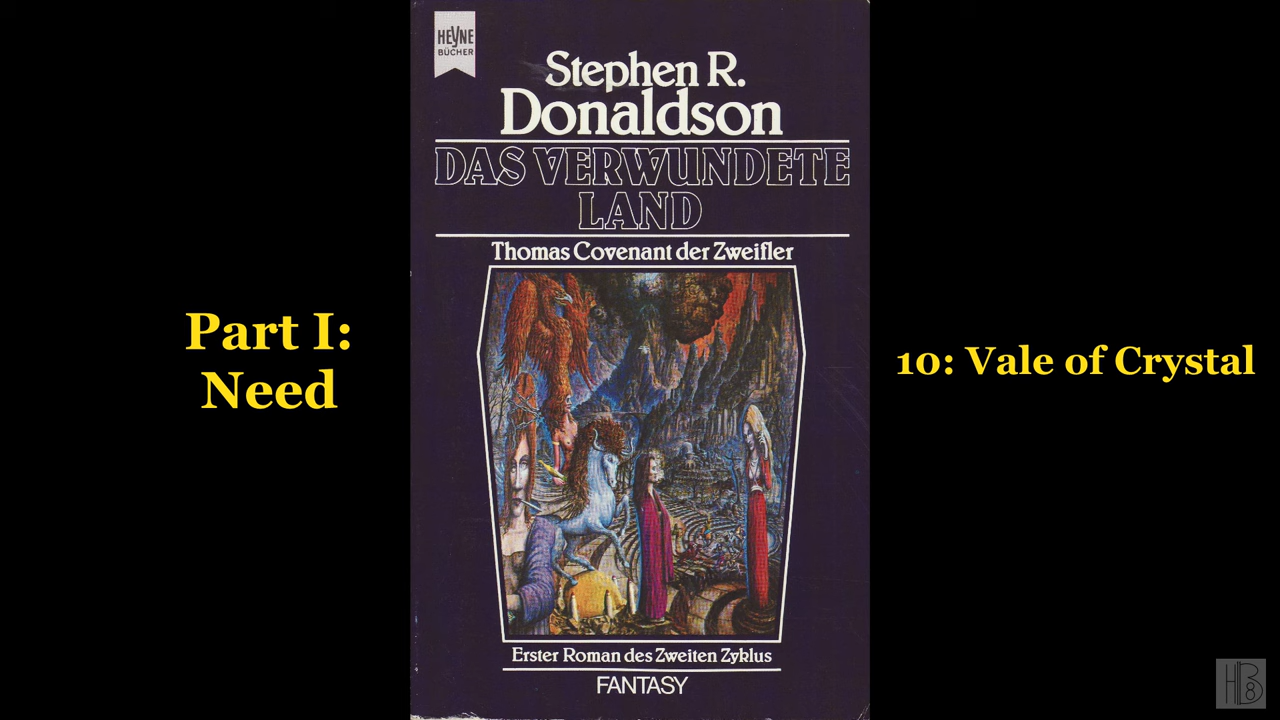 Part I:
Need
HEYNE
BÜCHER
Stephen R.
Donaldson
DAS VERWUNDETE
LAND
Thomas Covenant der Zweifler
Erster Roman des Zweiten Zyklus
FANTASY
10: Vale of Crystal
HB8